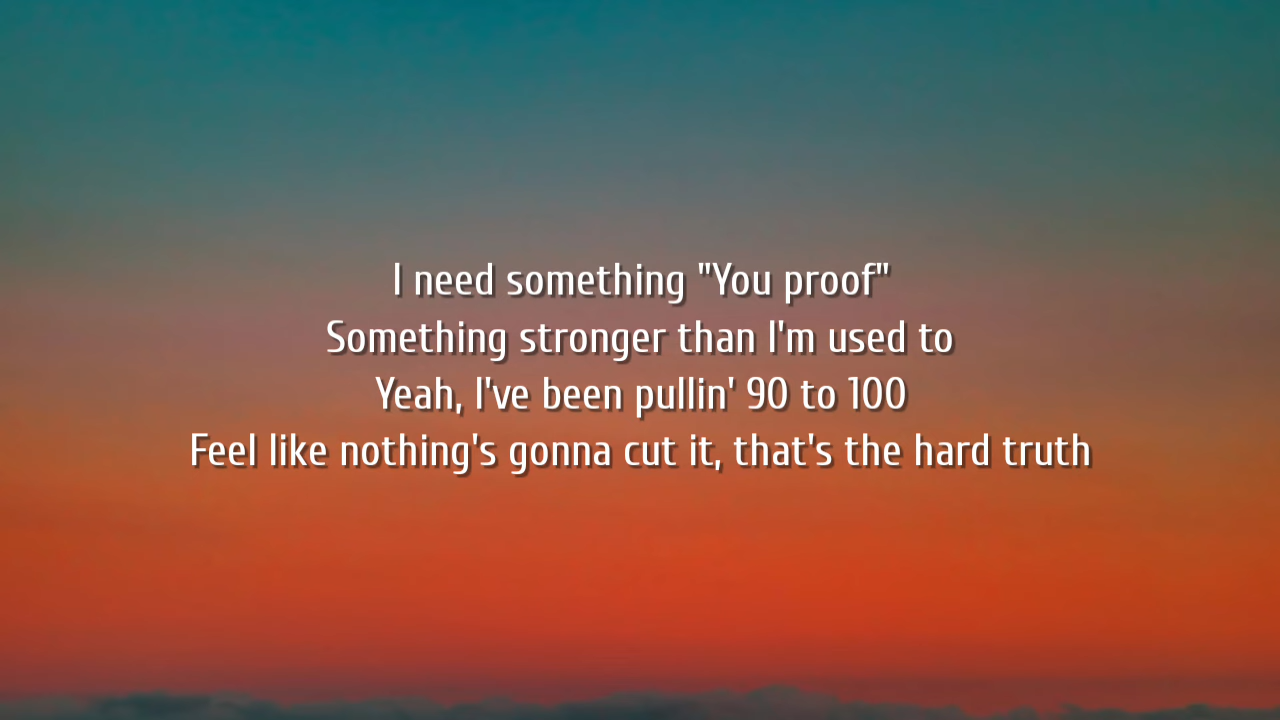 I need something "You proof"
Something stronger than I'm used to
Yeah, I've been pullin' 90 to 100
Feel like nothing's gonna cut it, that's the hard truth